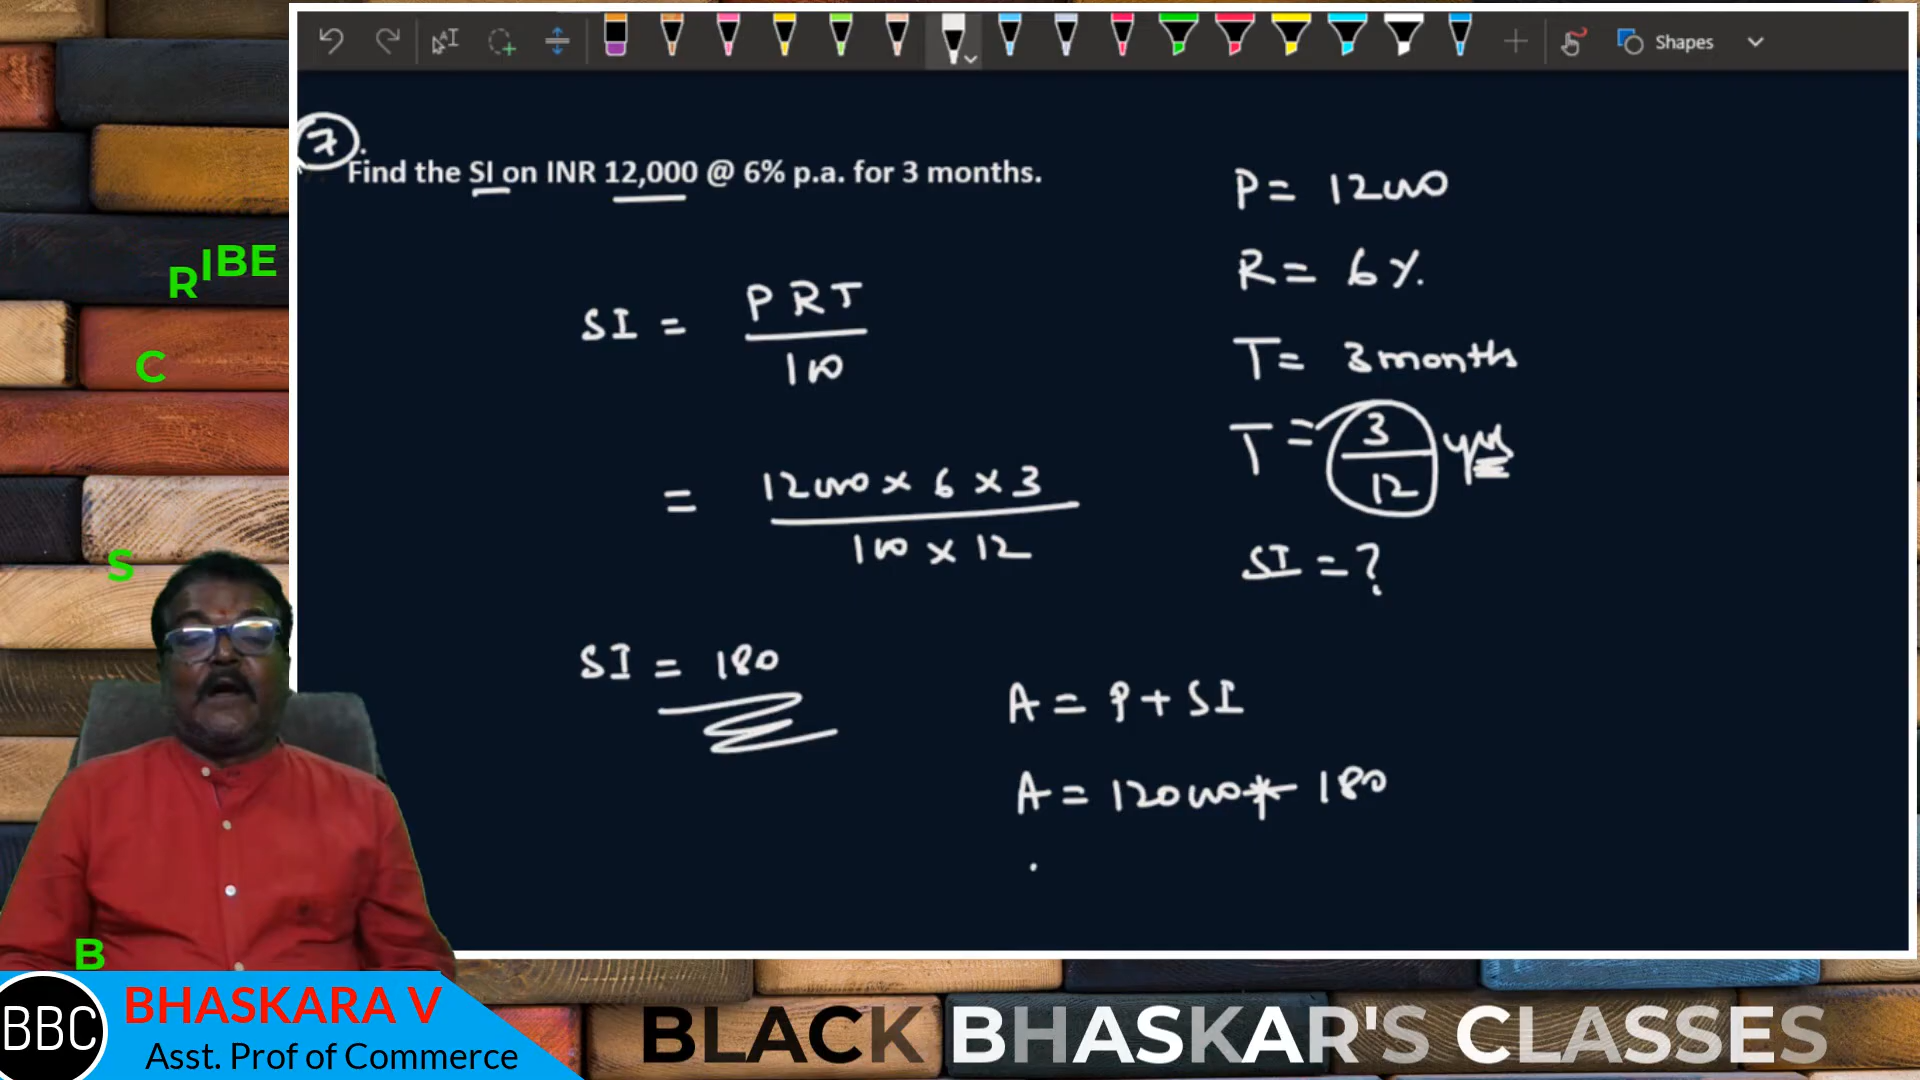 Shapes
7.
Find the SI on INR 12,000 @ 6% p.a. for 3 months.
P = 12000
R = 6%.
T = 3 months
T = 3/12 yrs
SI = ?
SI = PRT/100
= 12000 × 6 × 3 / 100 × 12
SI = 180
A = P + SI
A = 12000 + 180
RIBE
C
S
B
BBC
BHASKARA V
Asst. Prof of Commerce
BLACK BHASKAR'S CLASSES